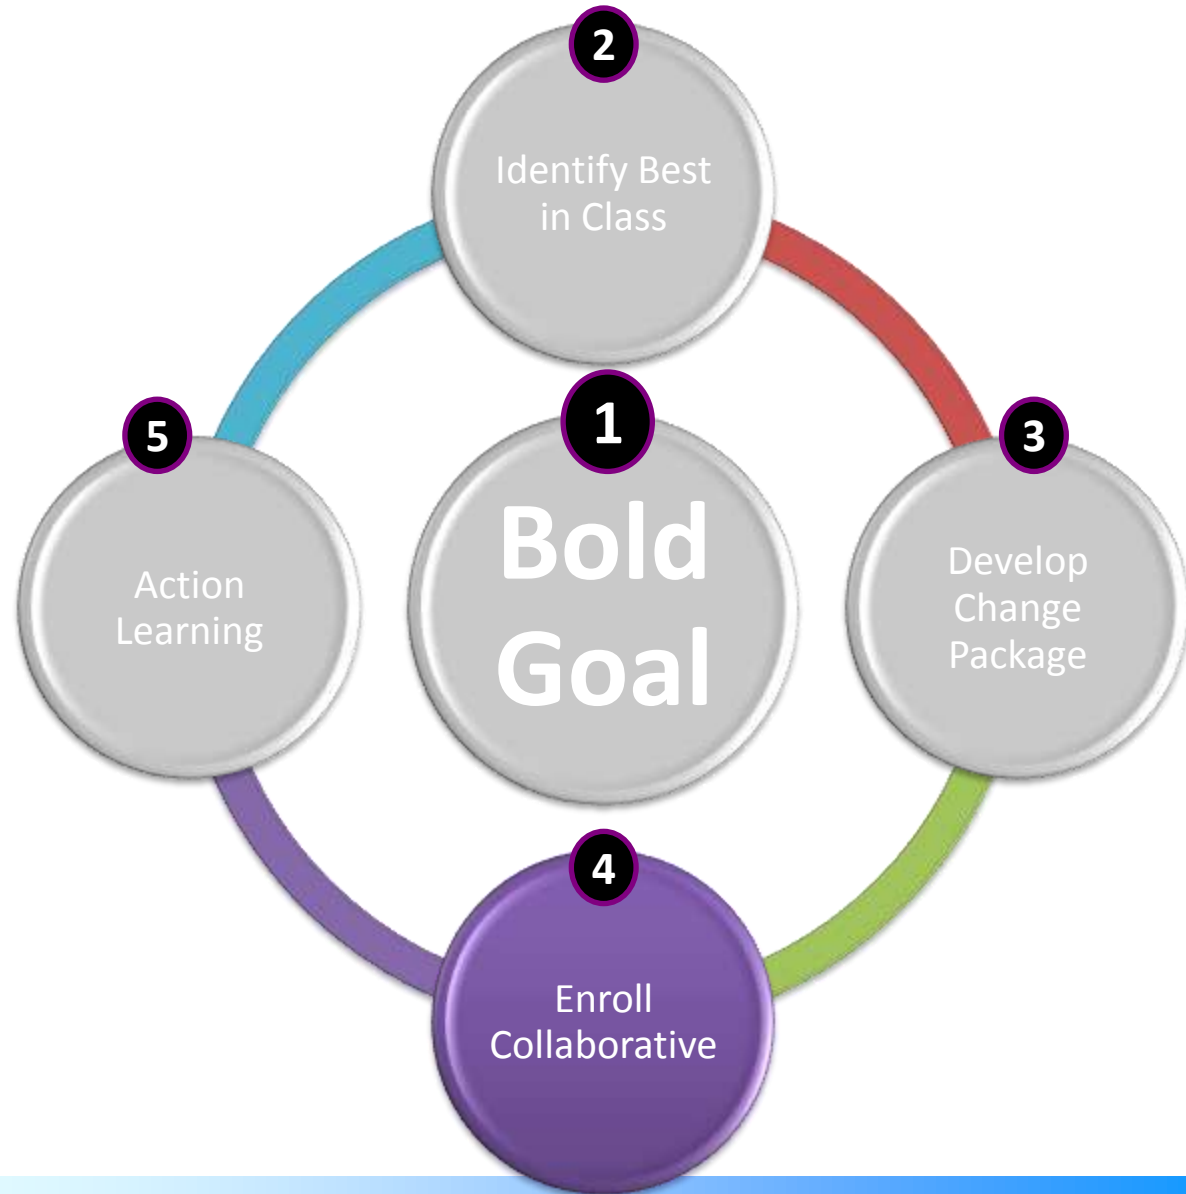 1
Bold
Goal
2
Identify Best
in Class
3
Develop
Change
Package
4
Enroll
Collaborative
5
Action
Learning